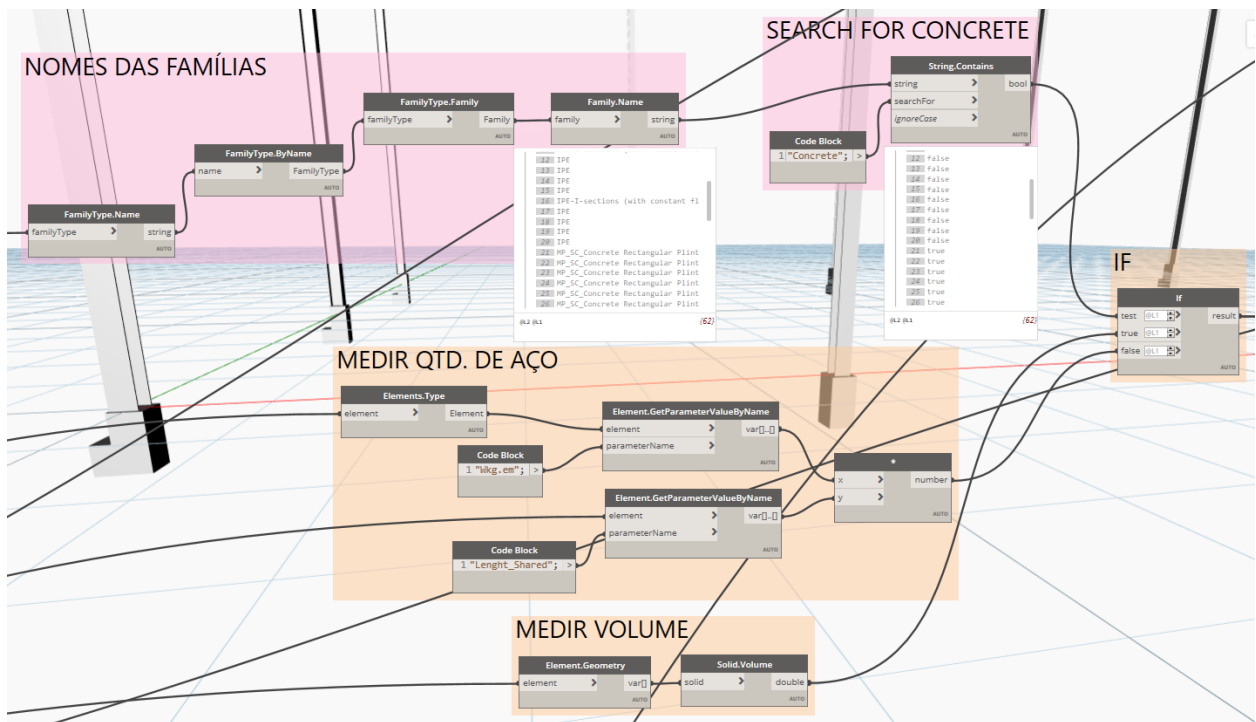 NOMES DAS FAMÍLIAS
FamilyType.Name
familyType > string
AUTO
FamilyType.ByName
name > FamilyType
AUTO
FamilyType.Family
familyType > Family
AUTO
Family.Name
family > string
AUTO
12 IPE
13 IPE
14 IPE
15 IPE
16 IPE-I-sections (with constant fl
17 IPE
18 IPE
19 IPE
20 IPE
21 MP_SC_Concrete Rectangular Plint
22 MP_SC_Concrete Rectangular Plint
23 MP_SC_Concrete Rectangular Plint
24 MP_SC_Concrete Rectangular Plint
25 MP_SC_Concrete Rectangular Plint
26 MP_SC_Concrete Rectangular Plint
@L2 @L1 {62}
SEARCH FOR CONCRETE
Code Block
1 "Concrete"; >
String.Contains
string > bool
searchFor >
ignoreCase >
AUTO
12 false
13 false
14 false
15 false
16 false
17 false
18 false
19 false
20 false
21 true
22 true
23 true
24 true
25 true
26 true
@L2 @L1 {62}
IF
If
test @L1 > result
true @L1 >
false @L1 >
AUTO
MEDIR QTD. DE AÇO
Elements.Type
element > Element
AUTO
Code Block
1 "Wkg.em"; >
Element.GetParameterValueByName
element > var[]..[]
parameterName >
AUTO
Code Block
1 "Lenght_Shared"; >
Element.GetParameterValueByName
element > var[]..[]
parameterName >
AUTO
*
x > number
y >
AUTO
MEDIR VOLUME
Element.Geometry
element > var[]
AUTO
Solid.Volume
solid > double
AUTO